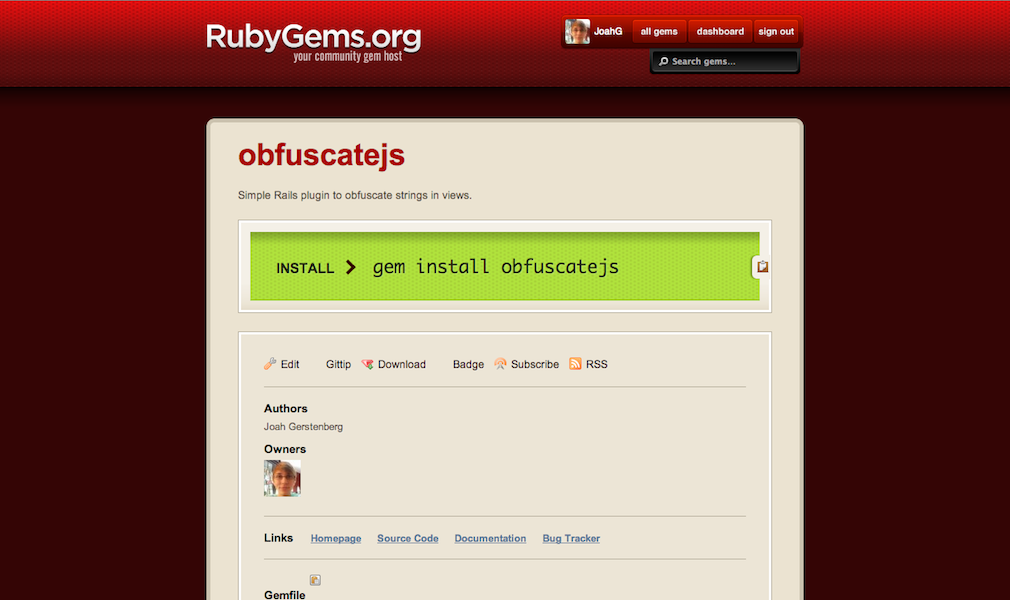 RubyGems.org
your community gem host
JoahG all gems dashboard sign out
Search gems...
obfuscatejs
Simple Rails plugin to obfuscate strings in views.
INSTALL gem install obfuscatejs
Edit Gittip Download Badge Subscribe RSS
Authors
Joah Gerstenberg
Owners
Links Homepage Source Code Documentation Bug Tracker
Gemfile